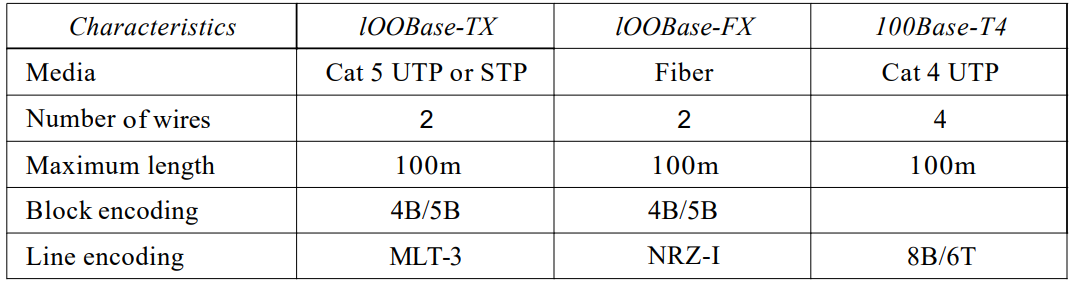 Characteristics lOOBase-TX lOOBase-FX 100Base-T4
Media Cat 5 UTP or STP Fiber Cat 4 UTP
Number of wires 2 2 4
Maximum length 100m 100m 100m
Block encoding 4B/5B 4B/5B
Line encoding MLT-3 NRZ-I 8B/6T